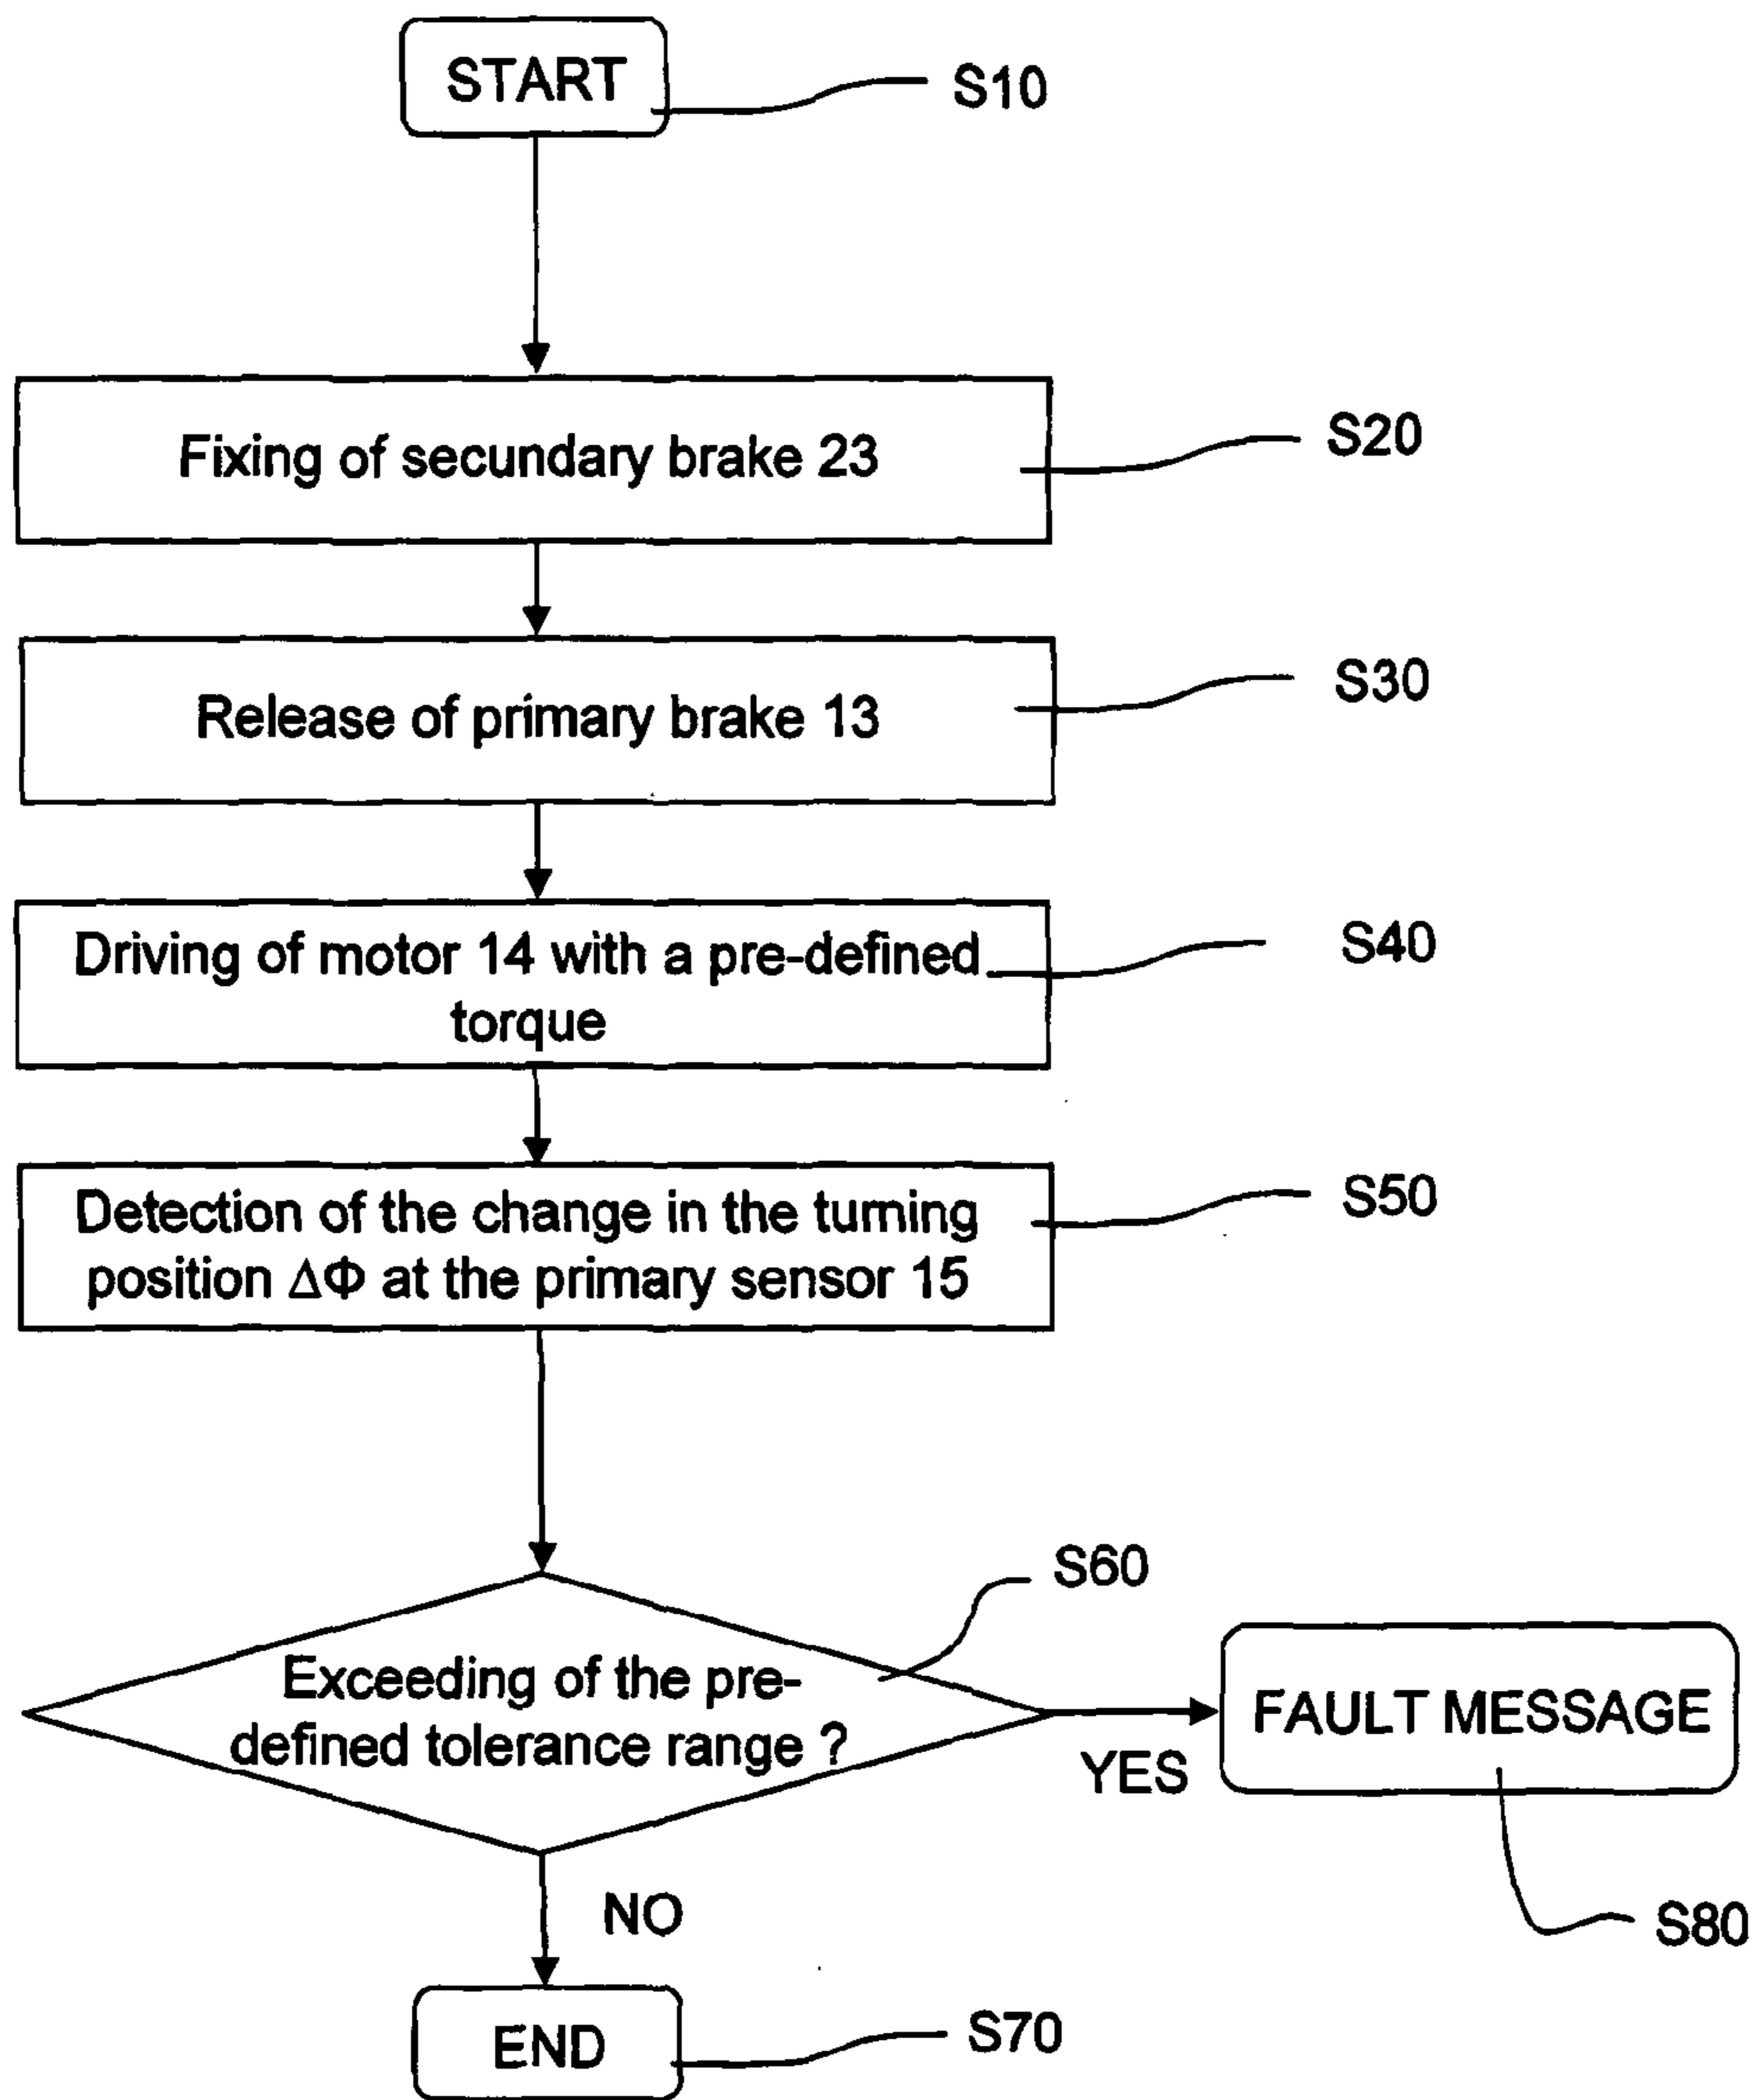 START
S10
Fixing of secundary brake 23
S20
Release of primary brake 13
S30
Driving of motor 14 with a pre-defined
torque
S40
Detection of the change in the turning
position ΔΦ at the primary sensor 15
S50
Exceeding of the pre-
defined tolerance range ?
S60
YES
FAULT MESSAGE
S80
NO
END
S70